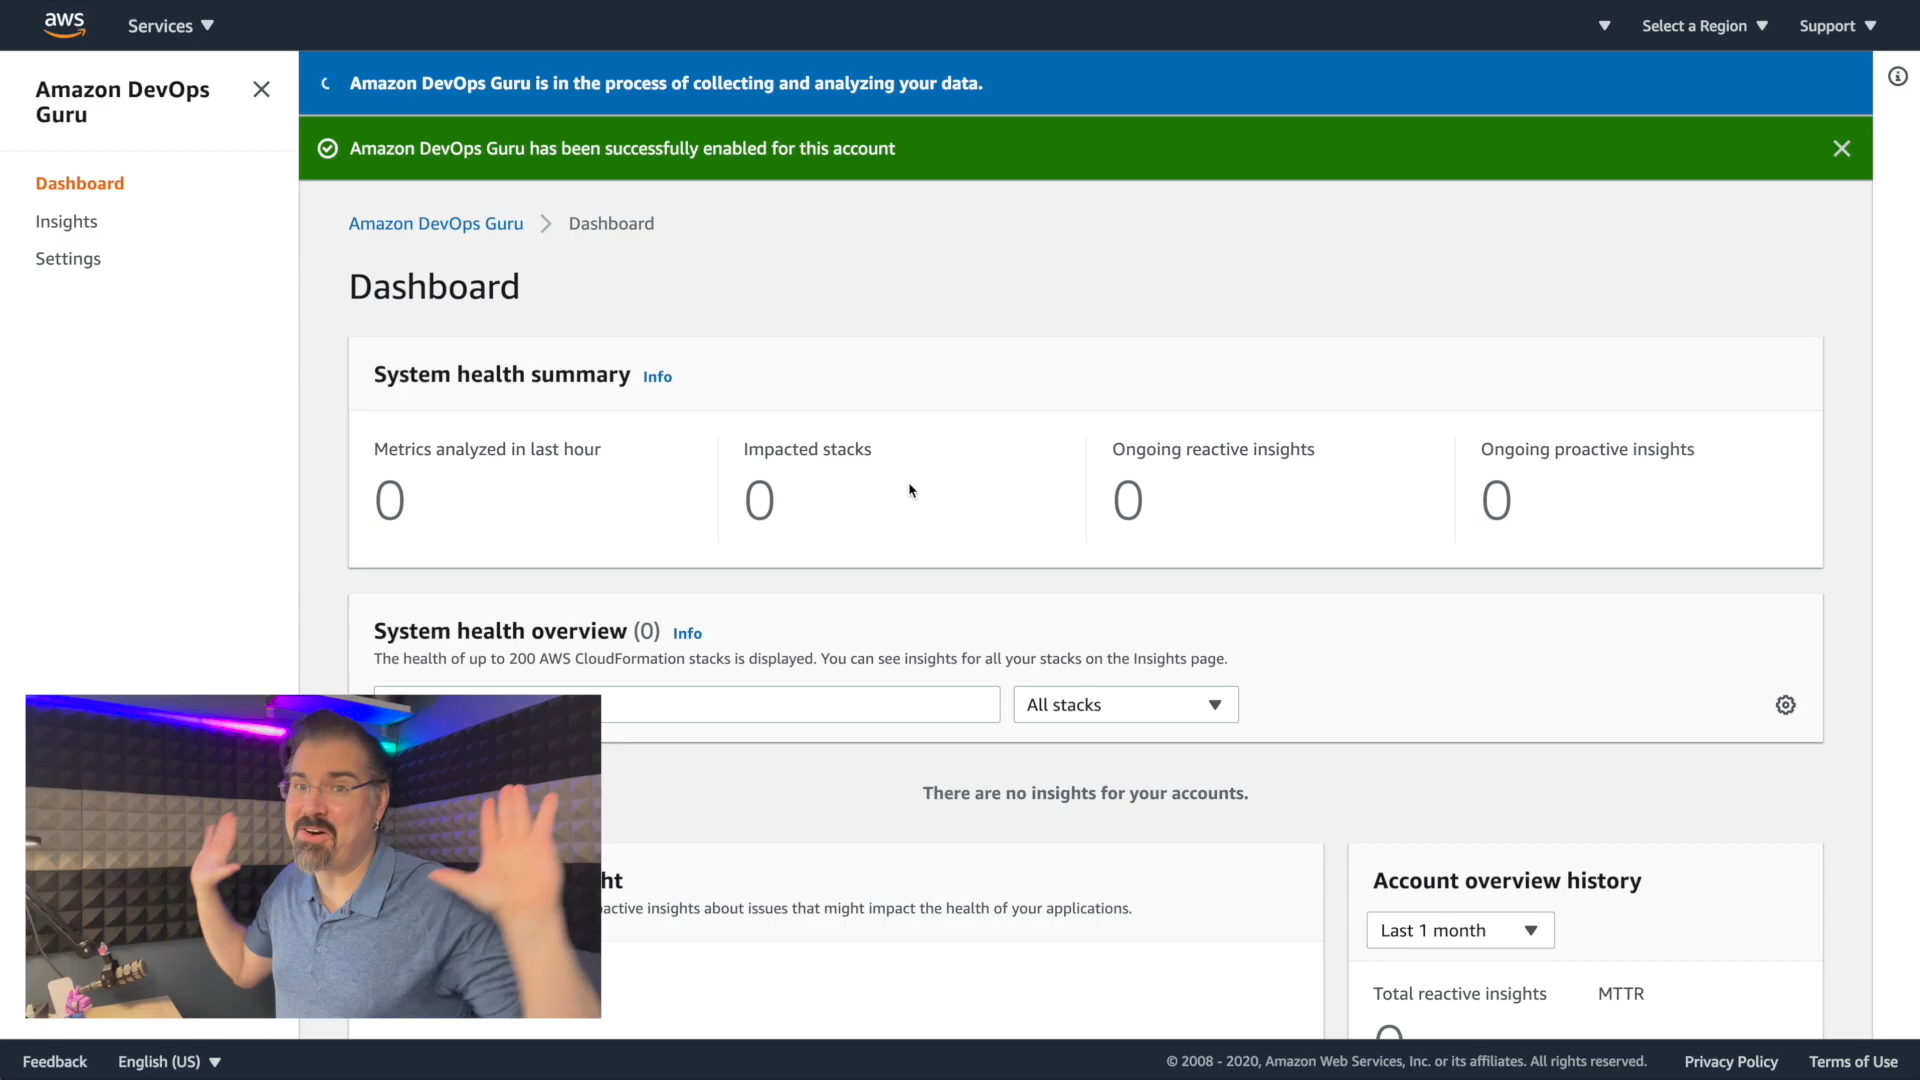 aws
Services
Select a Region
Support
Amazon DevOps
Guru
Amazon DevOps Guru is in the process of collecting and analyzing your data.
Amazon DevOps Guru has been successfully enabled for this account
Dashboard
Insights
Settings
Amazon DevOps Guru
Dashboard
Dashboard
System health summary Info
Metrics analyzed in last hour
0
Impacted stacks
0
Ongoing reactive insights
0
Ongoing proactive insights
0
System health overview (0) Info
The health of up to 200 AWS CloudFormation stacks is displayed. You can see insights for all your stacks on the Insights page.
All stacks
There are no insights for your accounts.
ht
active insights about issues that might impact the health of your applications.
Account overview history
Last 1 month
Total reactive insights
MTTR
0
Feedback
English (US)
© 2008 - 2020, Amazon Web Services, Inc. or its affiliates. All rights reserved.
Privacy Policy
Terms of Use